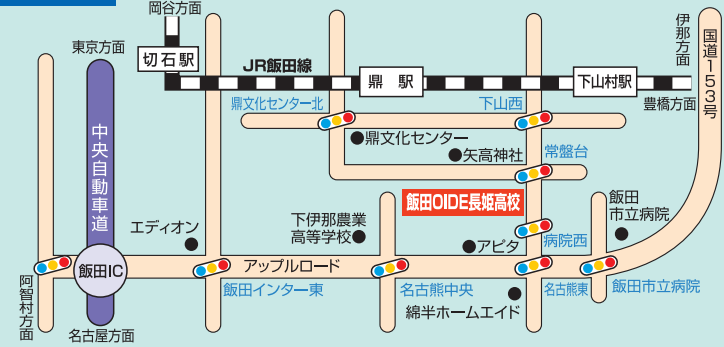 岡谷方面
東京方面
切石駅
JR飯田線
鼎駅
下山村駅
伊那方面
国道153号
豊橋方面
鼎文化センター北
下山西
鼎文化センター
矢高神社
常盤台
中央自動車道
飯田OIDE長姫高校
飯田
市立病院
下伊那農業
高等学校
エディオン
アピタ
病院西
飯田IC
アップルロード
阿智村方面
飯田インター東
名古熊中央
名古熊東
飯田市立病院
綿半ホームエイド
名古屋方面